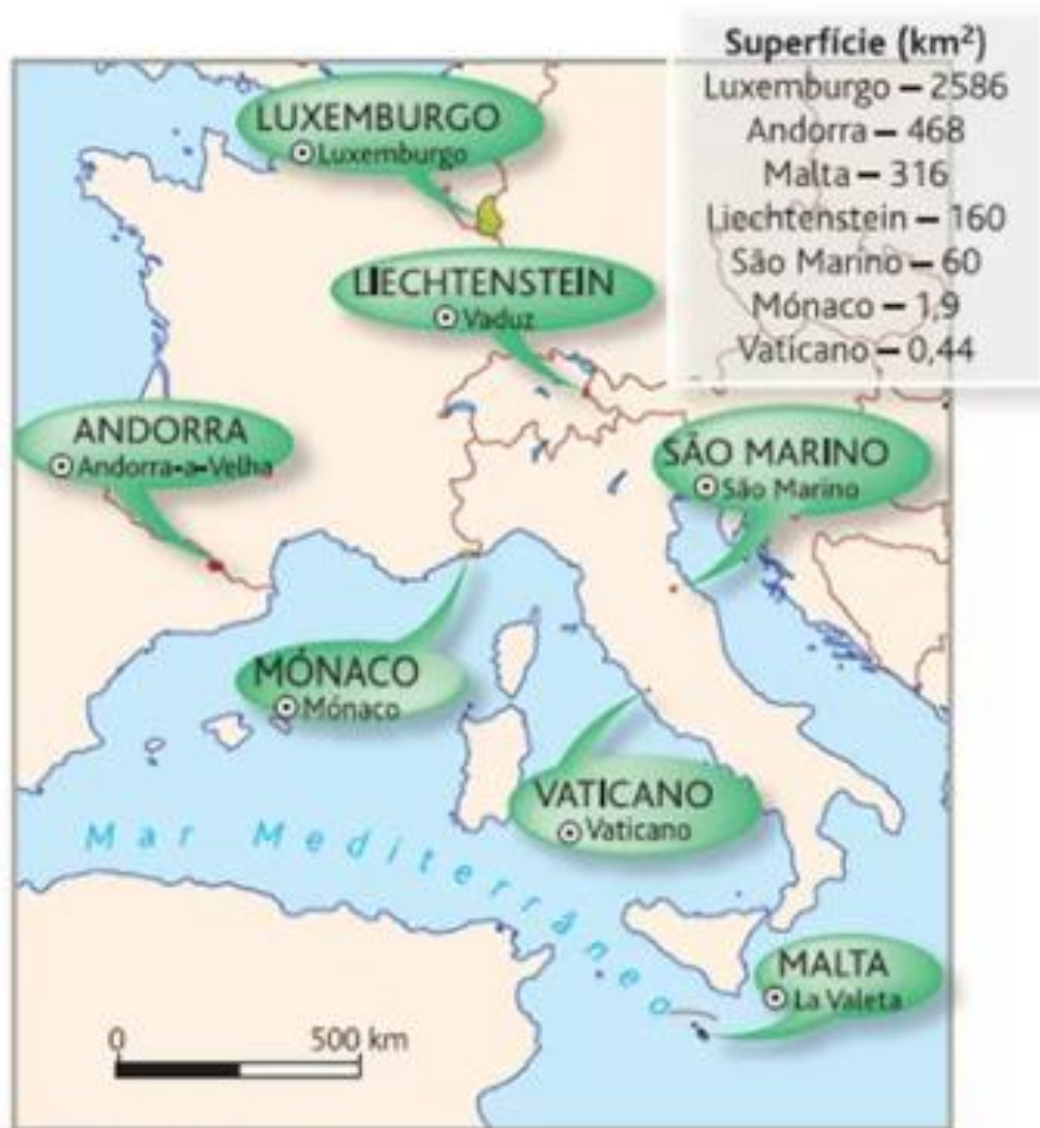 Superfície (km²)
Luxemburgo – 2586
Andorra – 468
Malta – 316
Liechtenstein – 160
São Marino – 60
Mónaco – 1,9
Vaticano – 0,44
LUXEMBURGO
Luxemburgo
LIECHTENSTEIN
Vaduz
ANDORRA
Andorra-a-Velha
SÃO MARINO
São Marino
MÓNACO
Mónaco
VATICANO
Vaticano
Mar Mediterrâneo
MALTA
La Valeta
0 500 km